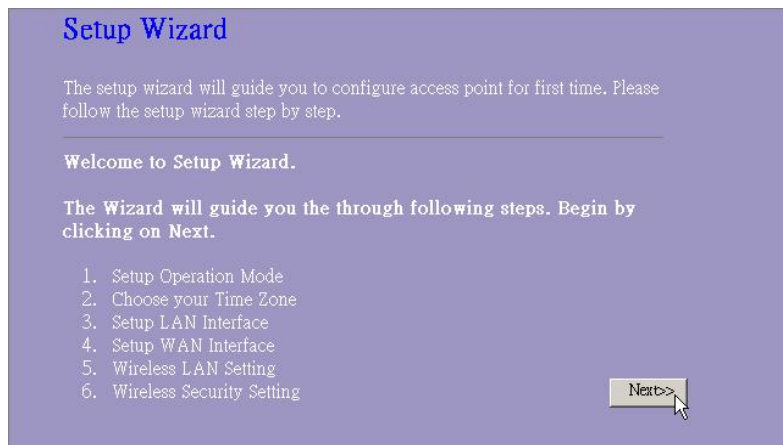 Setup Wizard
The setup wizard will guide you to configure access point for first time. Please
follow the setup wizard step by step.
Welcome to Setup Wizard.
The Wizard will guide you the through following steps. Begin by
clicking on Next.
1. Setup Operation Mode
2. Choose your Time Zone
3. Setup LAN Interface
4. Setup WAN Interface
5. Wireless LAN Setting
6. Wireless Security Setting
Next>>